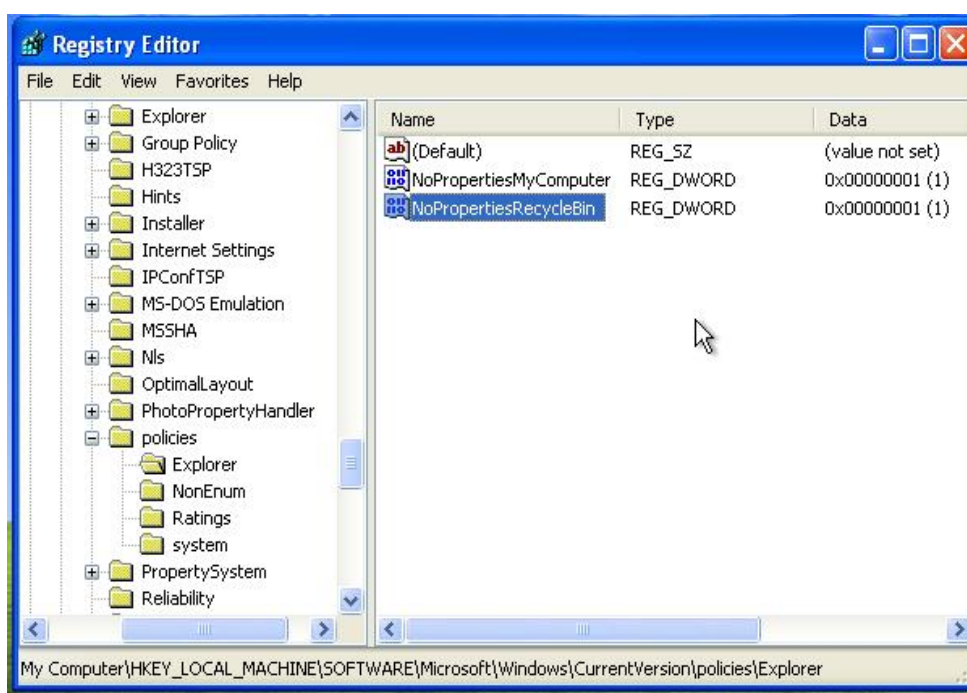 Registry Editor
File Edit View Favorites Help
Explorer
Group Policy
H323TSP
Hints
Installer
Internet Settings
IPConfTSP
MS-DOS Emulation
MSSHA
Nls
OptimalLayout
PhotoPropertyHandler
policies
Explorer
NonEnum
Ratings
system
PropertySystem
Reliability
Name Type Data
(Default) REG_SZ (value not set)
NoPropertiesMyComputer REG_DWORD 0x00000001 (1)
NoPropertiesRecycleBin REG_DWORD 0x00000001 (1)
My Computer\HKEY_LOCAL_MACHINE\SOFTWARE\Microsoft\Windows\CurrentVersion\policies\Explorer